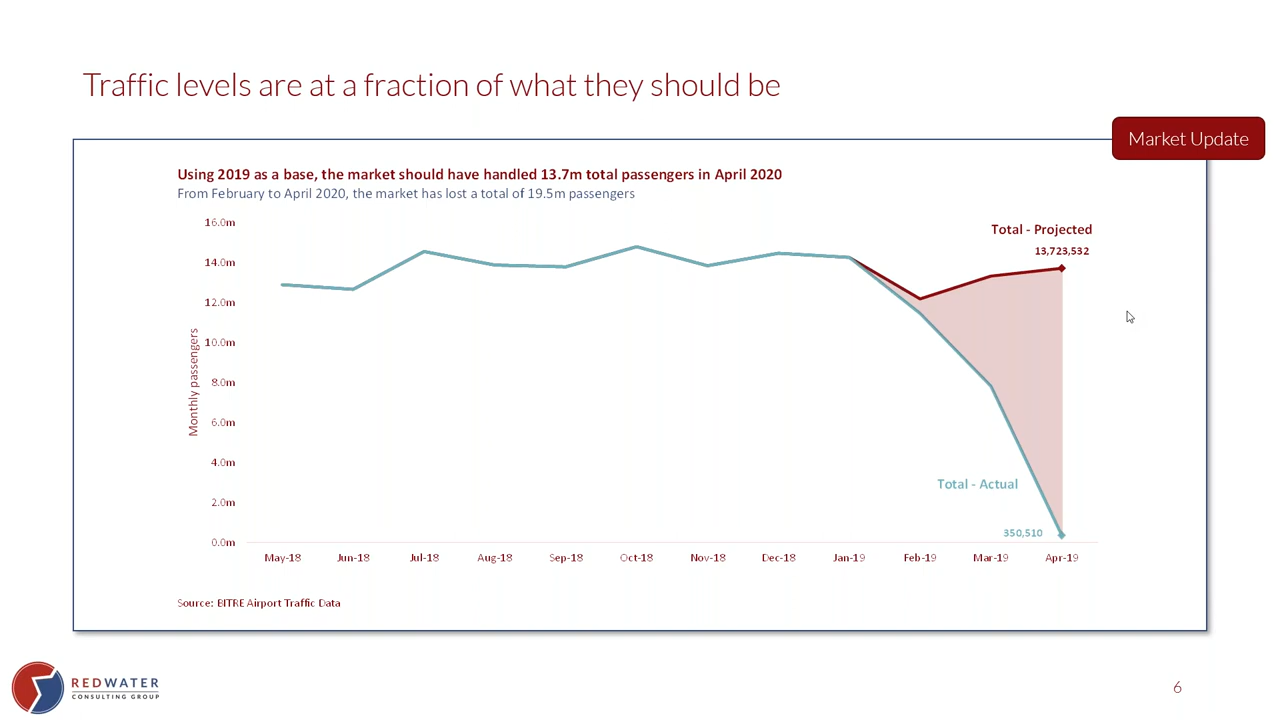 Traffic levels are at a fraction of what they should be
Market Update
Using 2019 as a base, the market should have handled 13.7m total passengers in April 2020
From February to April 2020, the market has lost a total of 19.5m passengers
16.0m
14.0m
12.0m
10.0m
8.0m
6.0m
4.0m
2.0m
0.0m
Monthly passengers
Total - Projected
13,723,532
Total - Actual
350,510
May-18 Jun-18 Jul-18 Aug-18 Sep-18 Oct-18 Nov-18 Dec-18 Jan-19 Feb-19 Mar-19 Apr-19
Source: BITRE Airport Traffic Data
REDWATER
CONSULTING GROUP
6